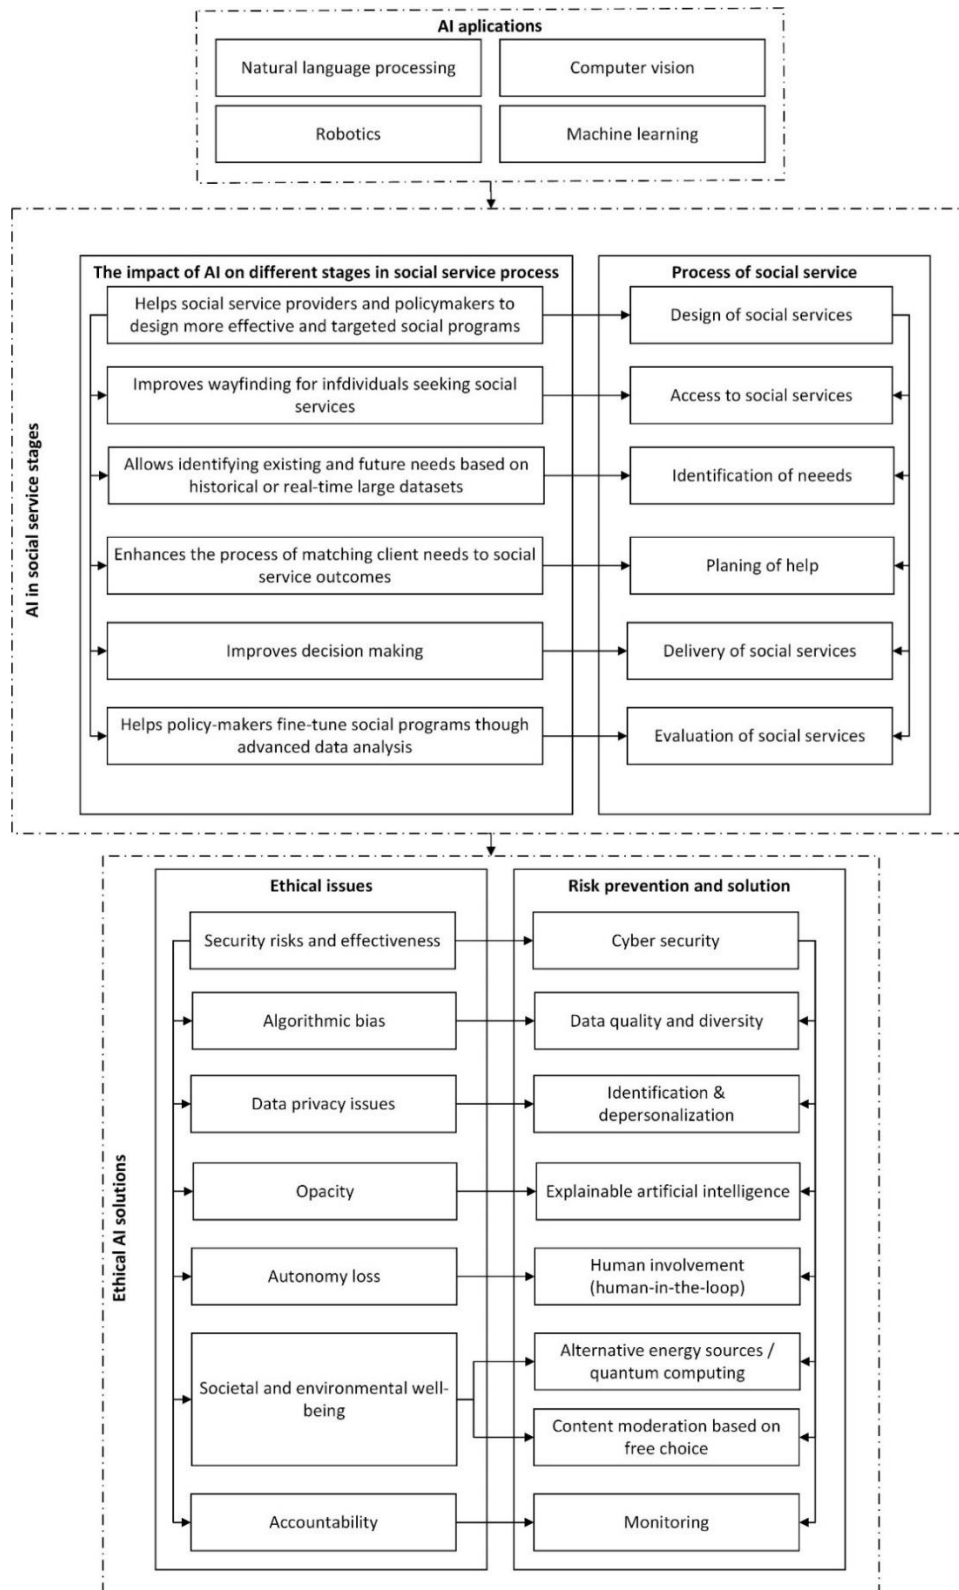 AI aplications
Natural language processing
Computer vision
Robotics
Machine learning
AI in social service stages
The impact of AI on different stages in social service process
Process of social service
Helps social service providers and policymakers to
design more effective and targeted social programs
Design of social services
Improves wayfinding for infdividuals seeking social
services
Access to social services
Allows identifying existing and future needs based on
historical or real-time large datasets
Identification of neeeds
Enhances the process of matching client needs to social
service outcomes
Planing of help
Improves decision making
Delivery of social services
Helps policy-makers fine-tune social programs though
advanced data analysis
Evaluation of social services
Ethical AI solutions
Ethical issues
Risk prevention and solution
Security risks and effectiveness
Cyber security
Algorithmic bias
Data quality and diversity
Data privacy issues
Identification &
depersonalization
Opacity
Explainable artificial intelligence
Autonomy loss
Human involvement
(human-in-the-loop)
Societal and environmental well-
being
Alternative energy sources /
quantum computing
Content moderation based on
free choice
Accountability
Monitoring